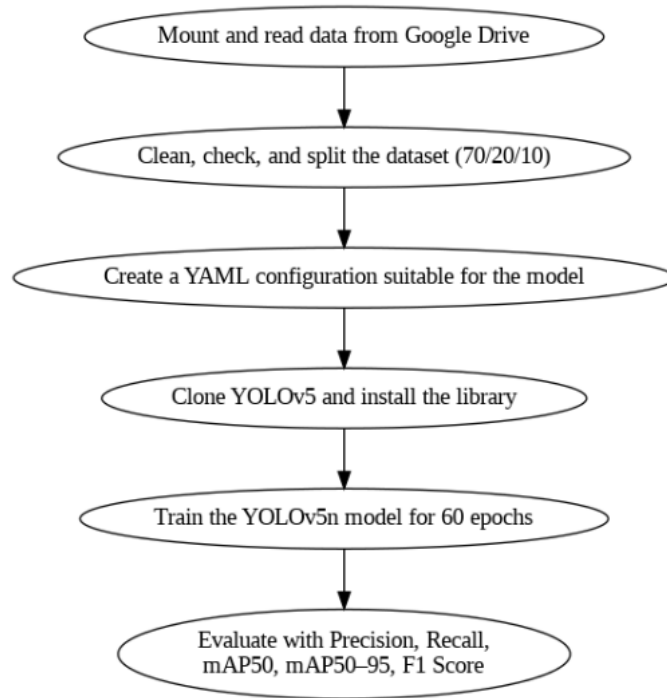 Mount and read data from Google Drive
Clean, check, and split the dataset (70/20/10)
Create a YAML configuration suitable for the model
Clone YOLOv5 and install the library
Train the YOLOv5n model for 60 epochs
Evaluate with Precision, Recall,
mAP50, mAP50–95, F1 Score